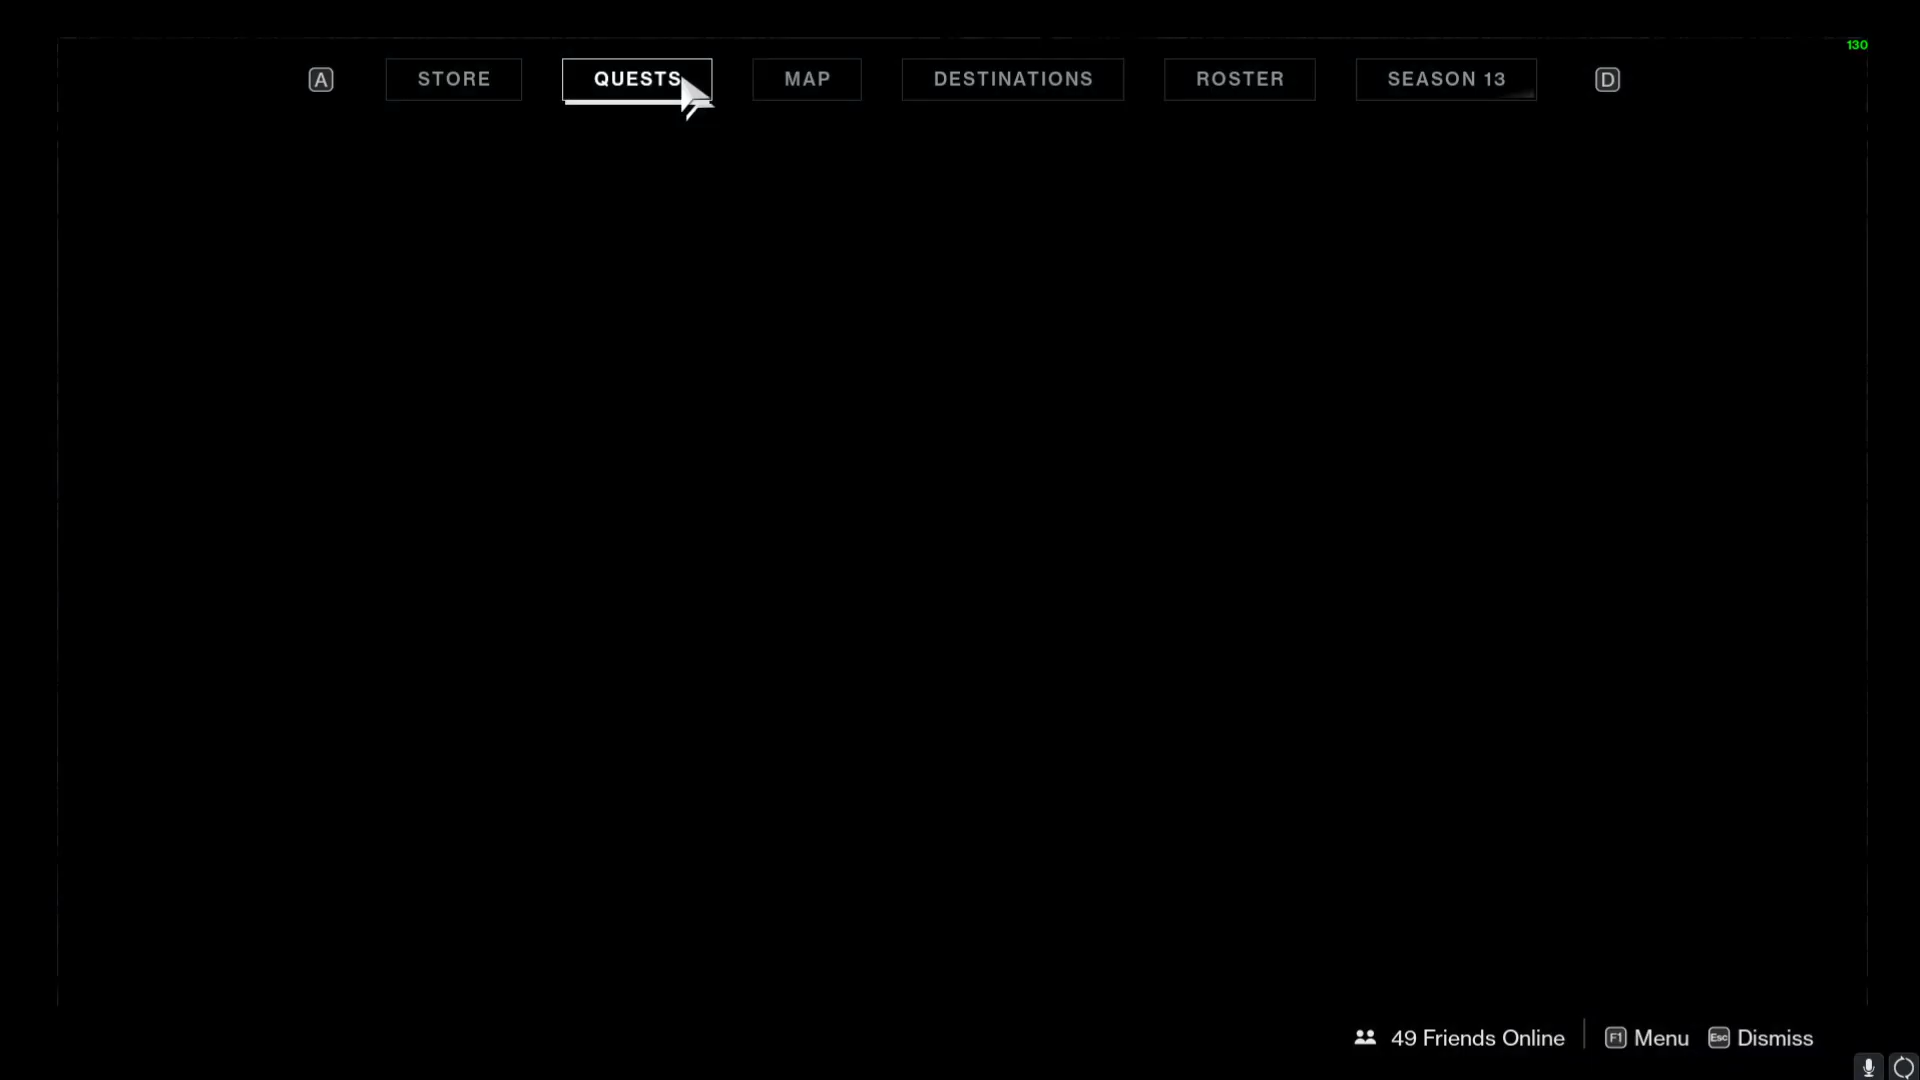 130
A STORE QUESTS MAP DESTINATIONS ROSTER SEASON 13 D
49 Friends Online F1 Menu Esc Dismiss